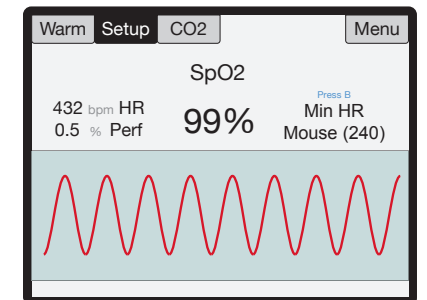 Warm Setup CO2 Menu
SpO2
432 bpm HR
0.5 % Perf
99%
Press B
Min HR
Mouse (240)